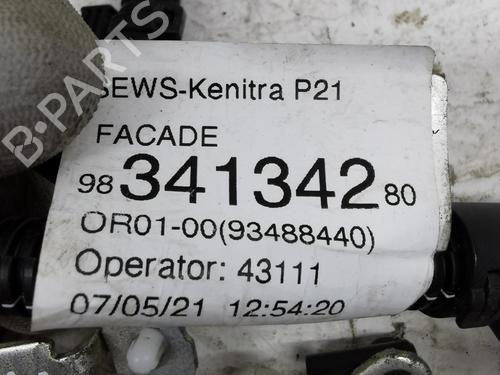 SEWS-Kenitra P21
FACADE
98 341342 80
OR01-00(93488440)
Operator: 43111
07/05/21 12:54:20
B-PARTS